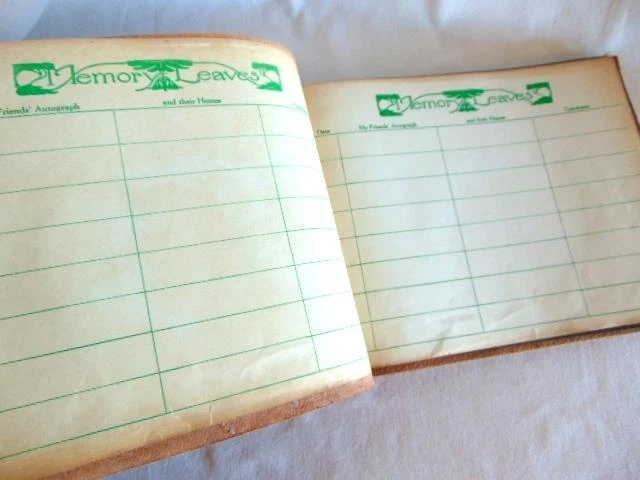 Memory Leaves
Friends' Autograph and their Homes
Memory Leaves
Date My Friends' Autograph and their Homes Comments